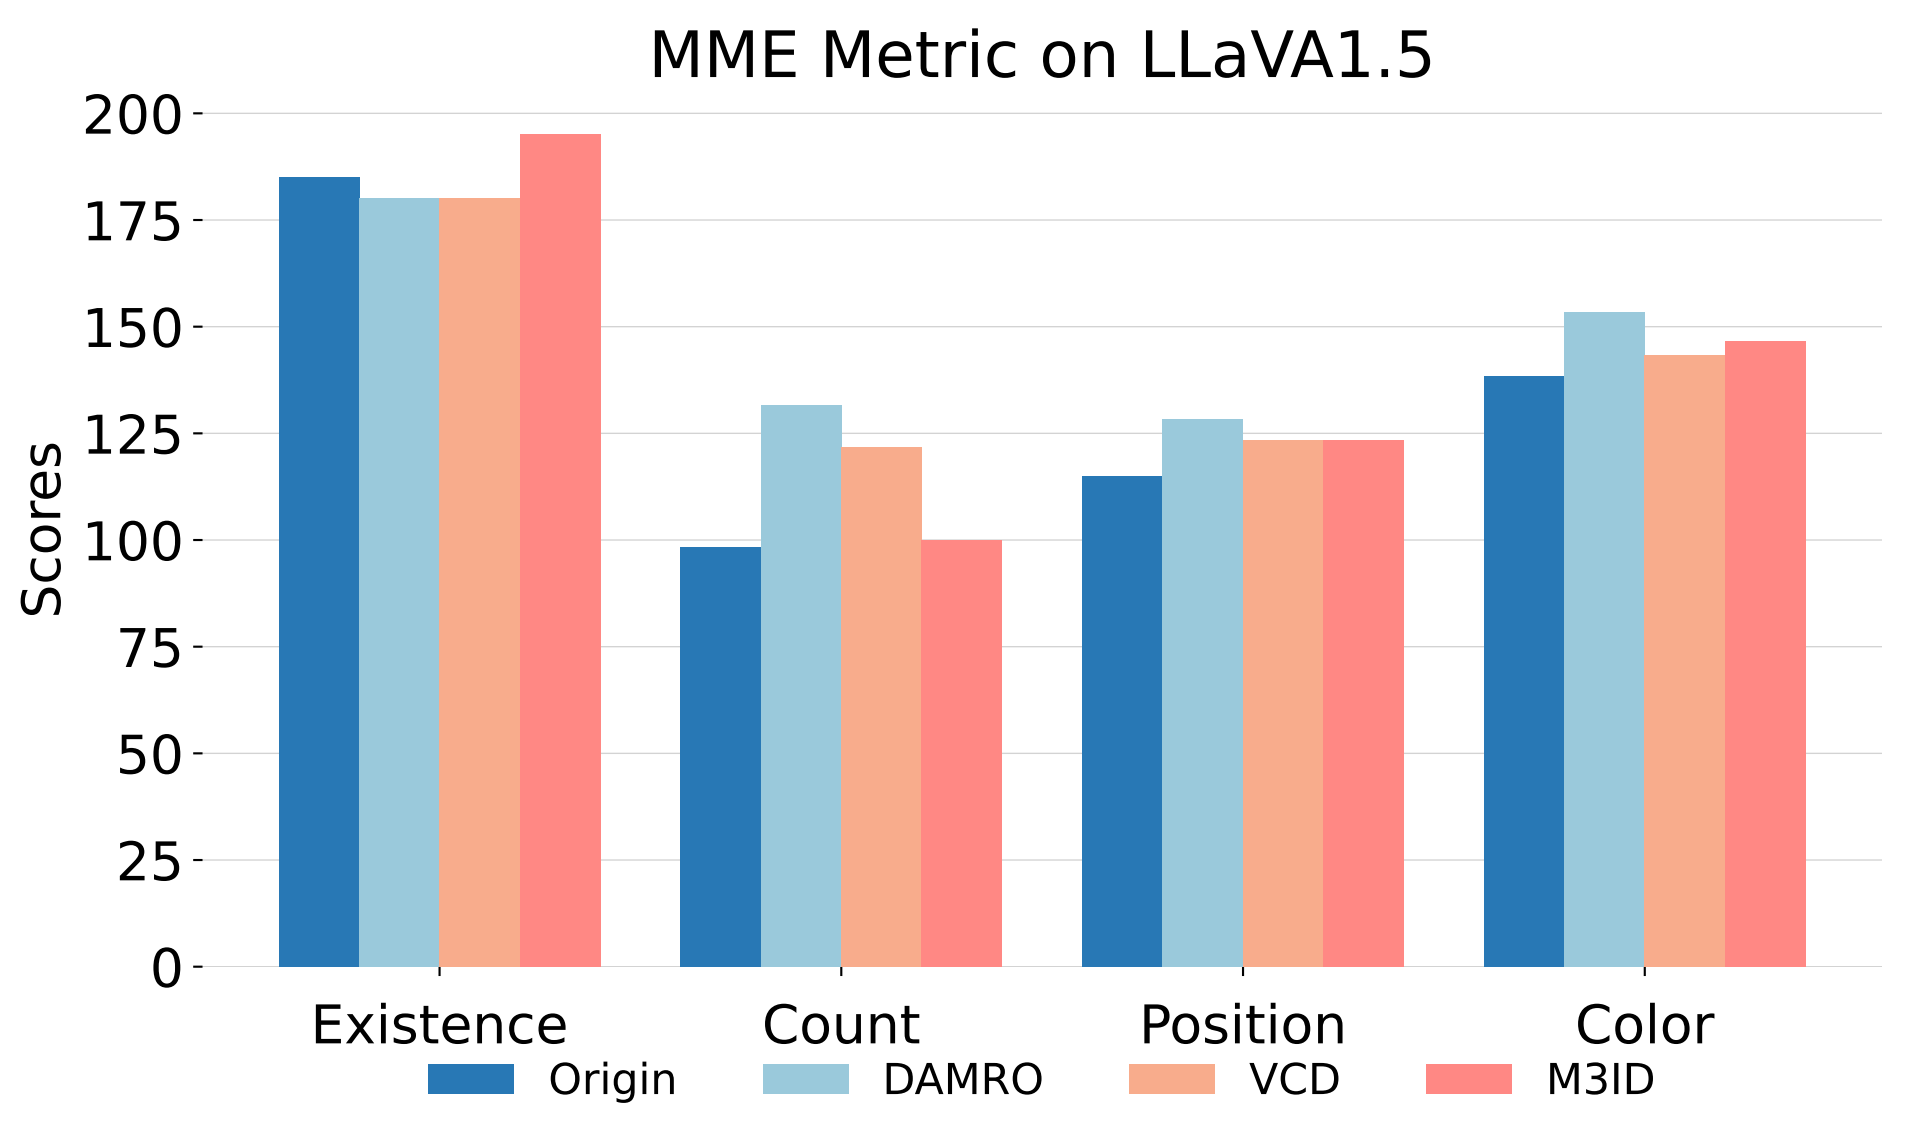 MME Metric on LLaVA1.5
200
175
150
125
100
75
50
25
0
Scores
Existence Count Position Color
Origin DAMRO VCD M3ID